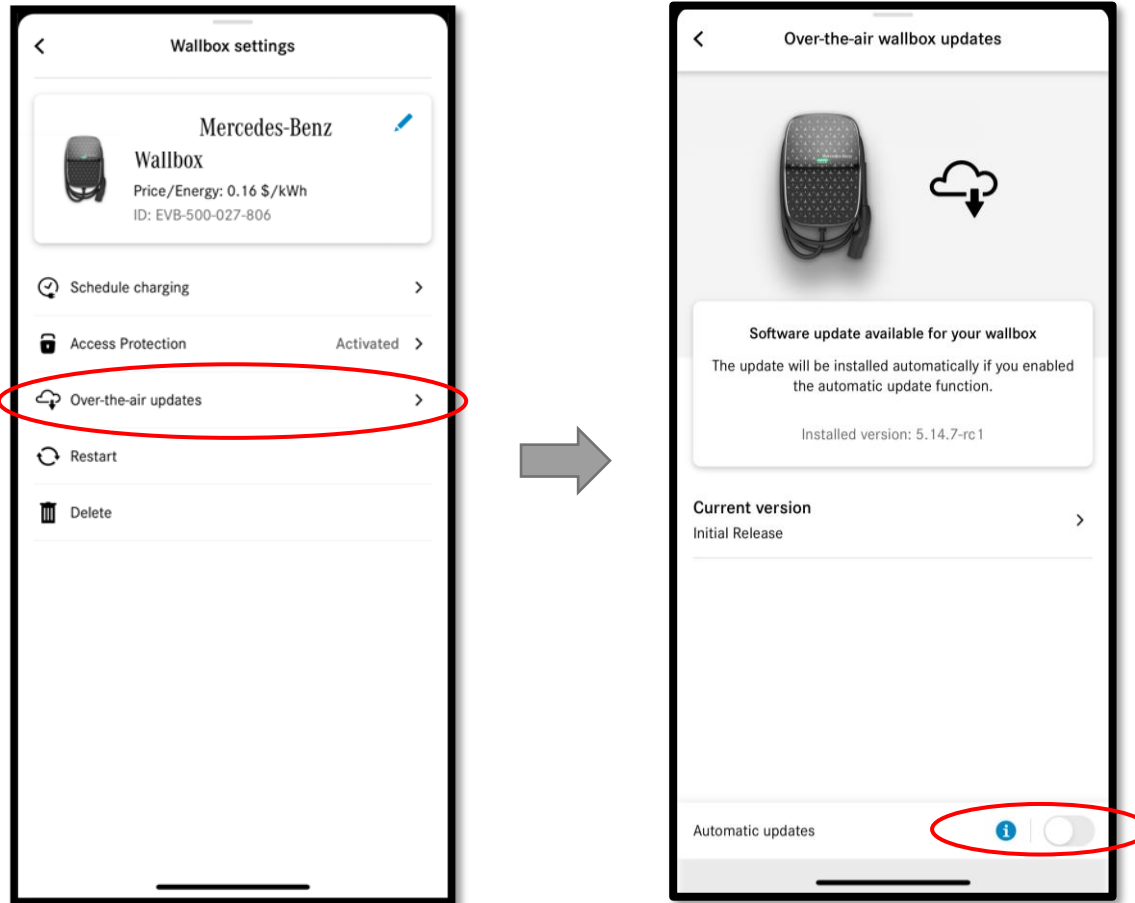 Wallbox settings
Mercedes-Benz
Wallbox
Price/Energy: 0.16 $/kWh
ID: EVB-500-027-806
Schedule charging
Access Protection Activated
Over-the-air updates
Restart
Delete
Over-the-air wallbox updates
Mercedes-Benz
Software update available for your wallbox
The update will be installed automatically if you enabled
the automatic update function.
Installed version: 5.14.7-rc1
Current version
Initial Release
Automatic updates